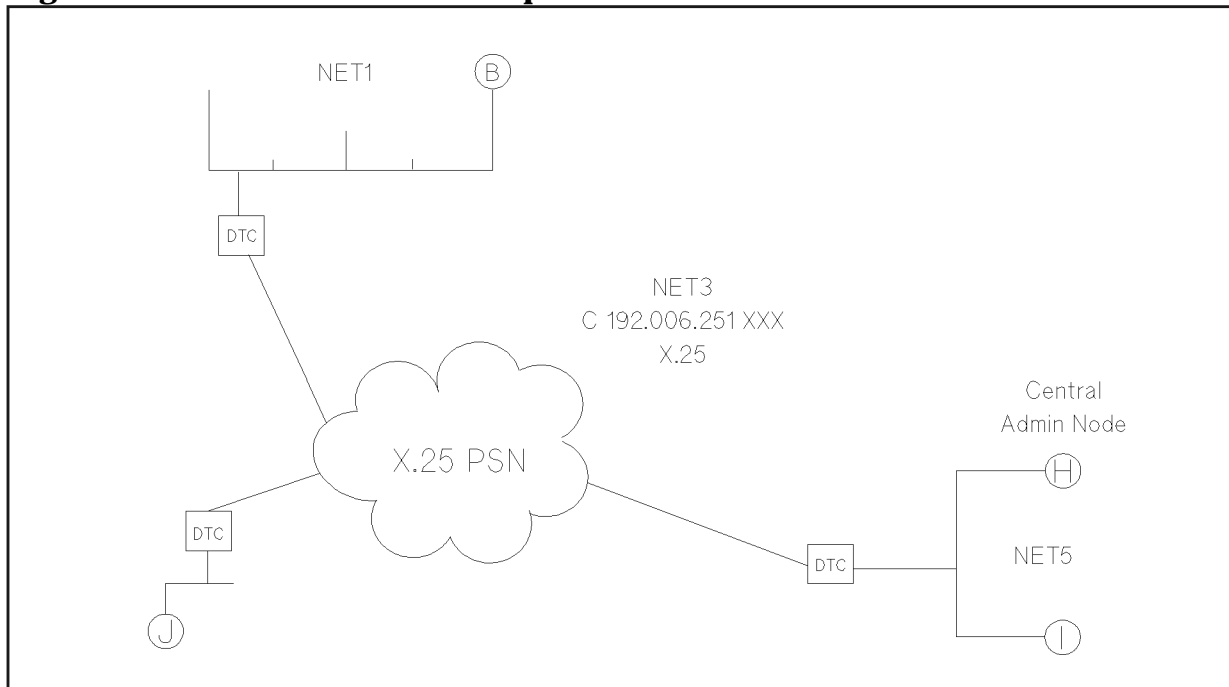 NET1
B
DTC
NET3
C 192.006.251 XXX
X.25
Central
Admin Node
X.25 PSN
H
DTC
NET5
DTC
J
I